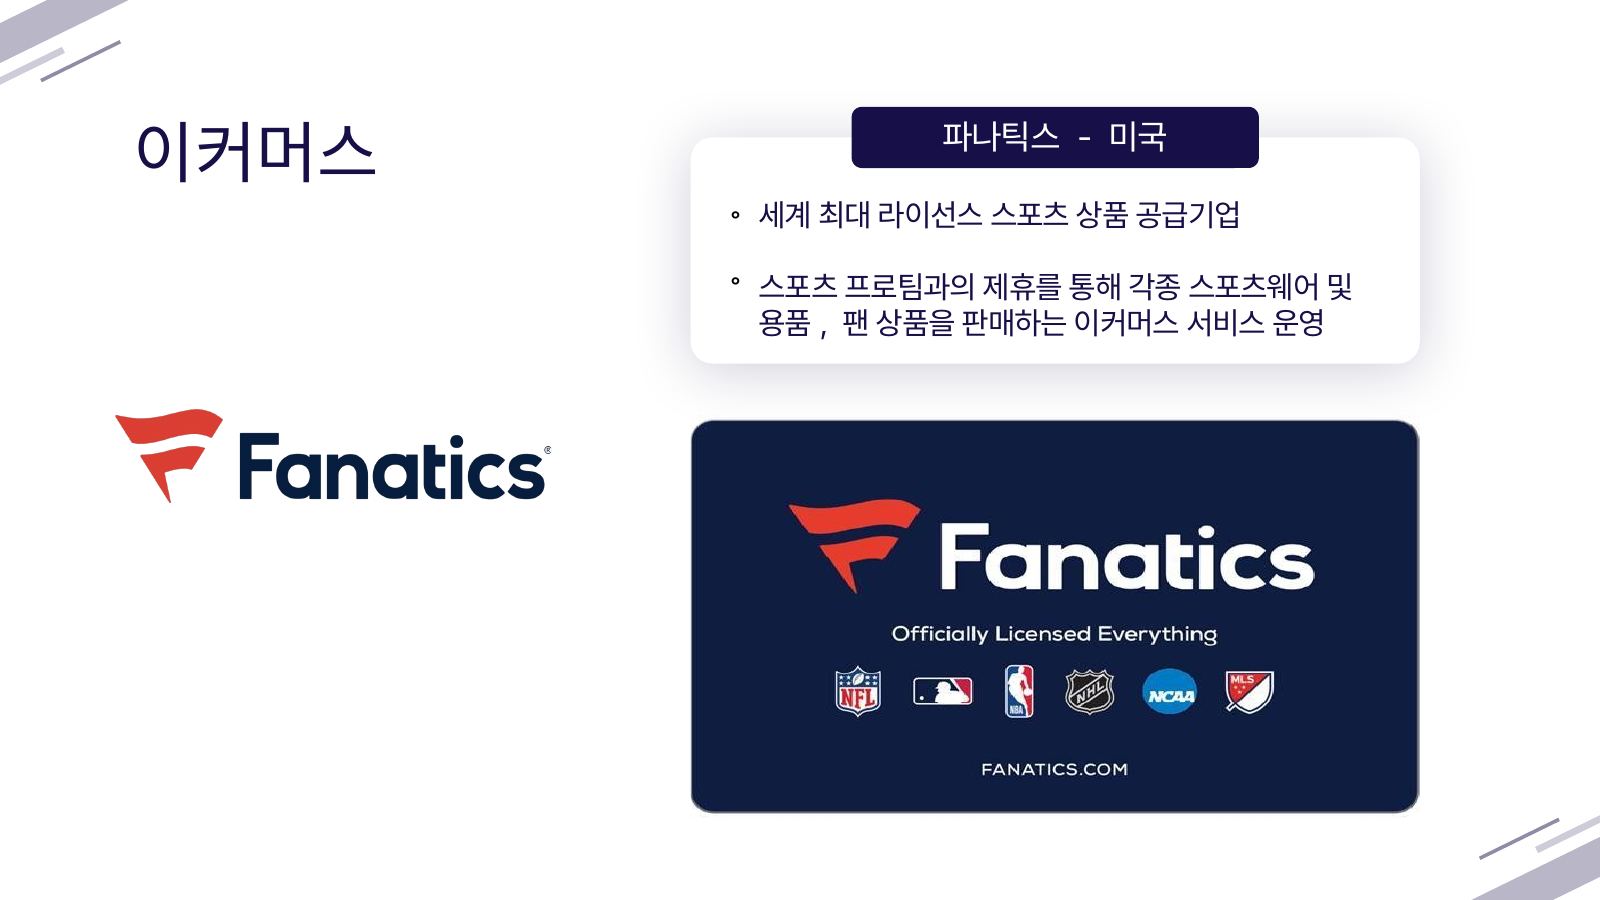 이커머스
파나틱스 - 미국
세계 최대 라이선스 스포츠 상품 공급기업
스포츠 프로팀과의 제휴를 통해 각종 스포츠웨어 및
용품 , 팬 상품을 판매하는 이커머스 서비스 운영
Fanatics®
Fanatics
Officially Licensed Everything
NFL NBA NHL NCAA MLS
FANATICS.COM